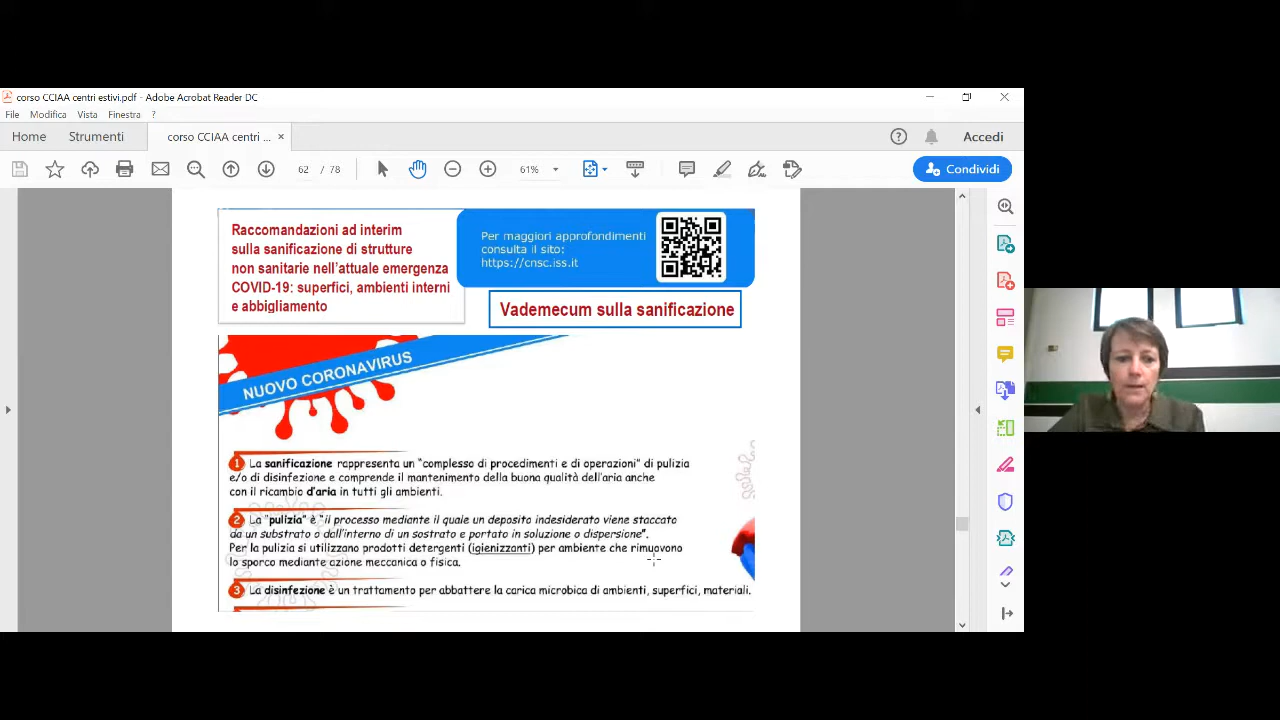 corso CCIAA centri estivi.pdf - Adobe Acrobat Reader DC
File Modifica Vista Finestra ?
Home Strumenti corso CCIAA centri ... × Accedi
62 / 78 61% Condividi
Raccomandazioni ad interim
sulla sanificazione di strutture
non sanitarie nell'attuale emergenza
COVID-19: superfici, ambienti interni
e abbigliamento
Per maggiori approfondimenti
consulta il sito:
https://cnsc.iss.it
Vademecum sulla sanificazione
NUOVO CORONAVIRUS
1 La sanificazione rappresenta un "complesso di procedimenti e di operazioni" di pulizia
e/o di disinfezione e comprende il mantenimento della buona qualità dell'aria anche
con il ricambio d'aria in tutti gli ambienti.
2 La "pulizia" è "il processo mediante il quale un deposito indesiderato viene staccato
da un substrato o dall'interno di un sostrato e portato in soluzione o dispersione".
Per la pulizia si utilizzano prodotti detergenti (igienizzanti) per ambiente che rimuovono
lo sporco mediante azione meccanica o fisica.
3 La disinfezione è un trattamento per abbattere la carica microbica di ambienti, superfici, materiali.